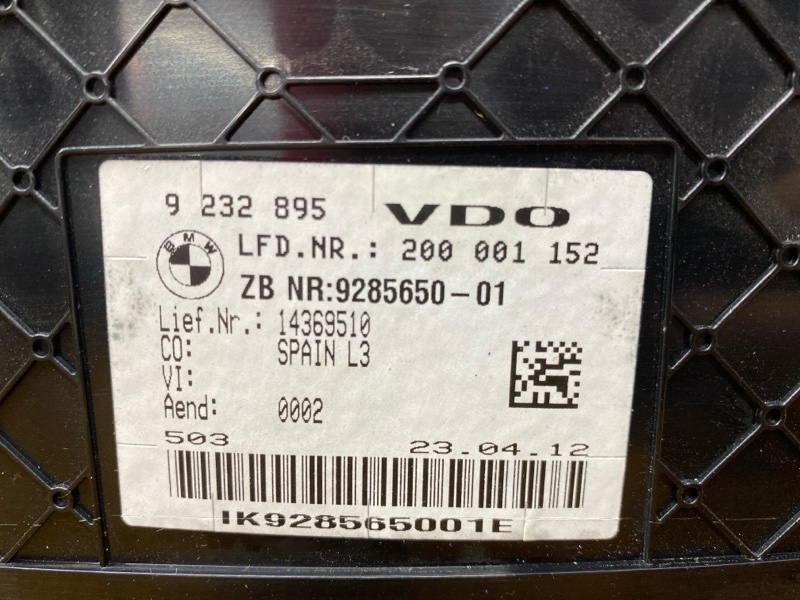 9 232 895 VDO
BMW
LFD.NR.: 200 001 152
ZB NR:9285650-01
Lief.Nr.: 14369510
CO: SPAIN L3
VI:
Aend: 0002
503 23.04.12
IK928565001E